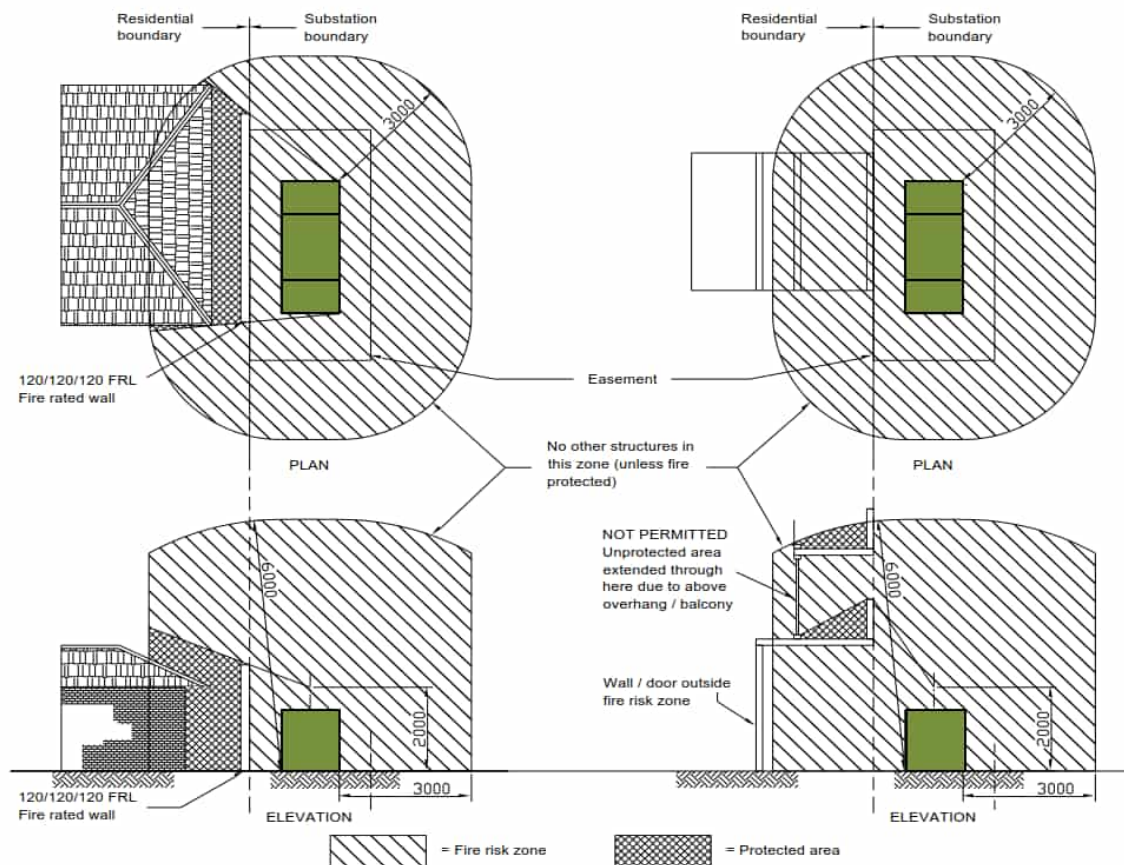 Residential
boundary
Substation
boundary
Residential
boundary
Substation
boundary
3000
3000
120/120/120 FRL
Fire rated wall
Easement
No other structures in
this zone (unless fire
protected)
PLAN
PLAN
6000
2000
3000
NOT PERMITTED
Unprotected area
extended through
here due to above
overhang / balcony
Wall / door outside
fire risk zone
6000
2000
3000
120/120/120 FRL
Fire rated wall
ELEVATION
ELEVATION
= Fire risk zone
= Protected area